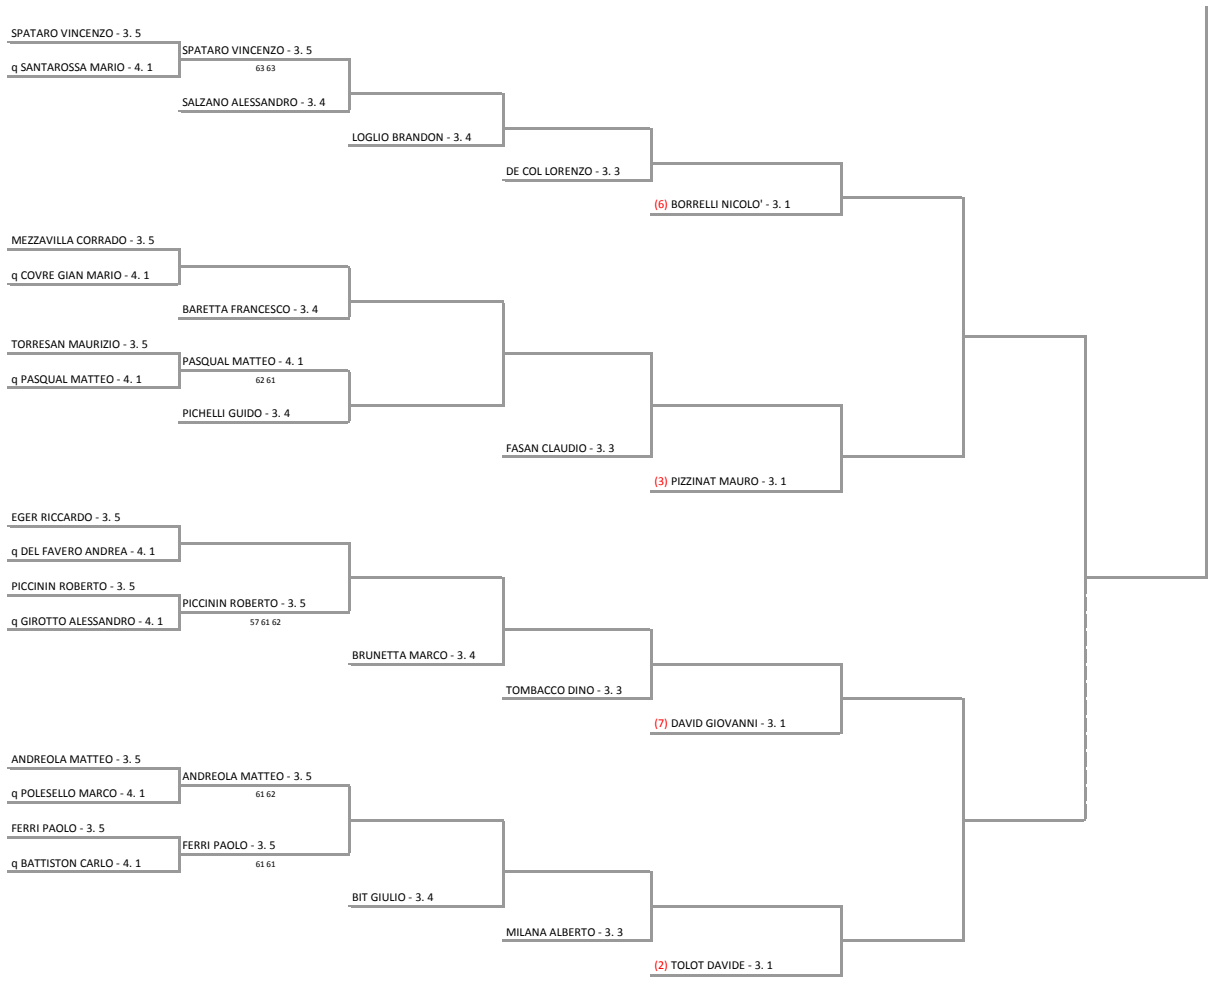 SPATARO VINCENZO - 3. 5
SPATARO VINCENZO - 3. 5
q SANTAROSSA MARIO - 4. 1
63 63
SALZANO ALESSANDRO - 3. 4
LOGLIO BRANDON - 3. 4
DE COL LORENZO - 3. 3
(6) BORRELLI NICOLO' - 3. 1
MEZZAVILLA CORRADO - 3. 5
q COVRE GIAN MARIO - 4. 1
BARETTA FRANCESCO - 3. 4
TORRESAN MAURIZIO - 3. 5
PASQUAL MATTEO - 4. 1
q PASQUAL MATTEO - 4. 1
62 61
PICHELLI GUIDO - 3. 4
FASAN CLAUDIO - 3. 3
(3) PIZZINAT MAURO - 3. 1
EGER RICCARDO - 3. 5
q DEL FAVERO ANDREA - 4. 1
PICCININ ROBERTO - 3. 5
PICCININ ROBERTO - 3. 5
q GIROTTO ALESSANDRO - 4. 1
57 61 62
BRUNETTA MARCO - 3. 4
TOMBACCO DINO - 3. 3
(7) DAVID GIOVANNI - 3. 1
ANDREOLA MATTEO - 3. 5
ANDREOLA MATTEO - 3. 5
q POLESELLO MARCO - 4. 1
61 62
FERRI PAOLO - 3. 5
FERRI PAOLO - 3. 5
q BATTISTON CARLO - 4. 1
61 61
BIT GIULIO - 3. 4
MILANA ALBERTO - 3. 3
(2) TOLOT DAVIDE - 3. 1